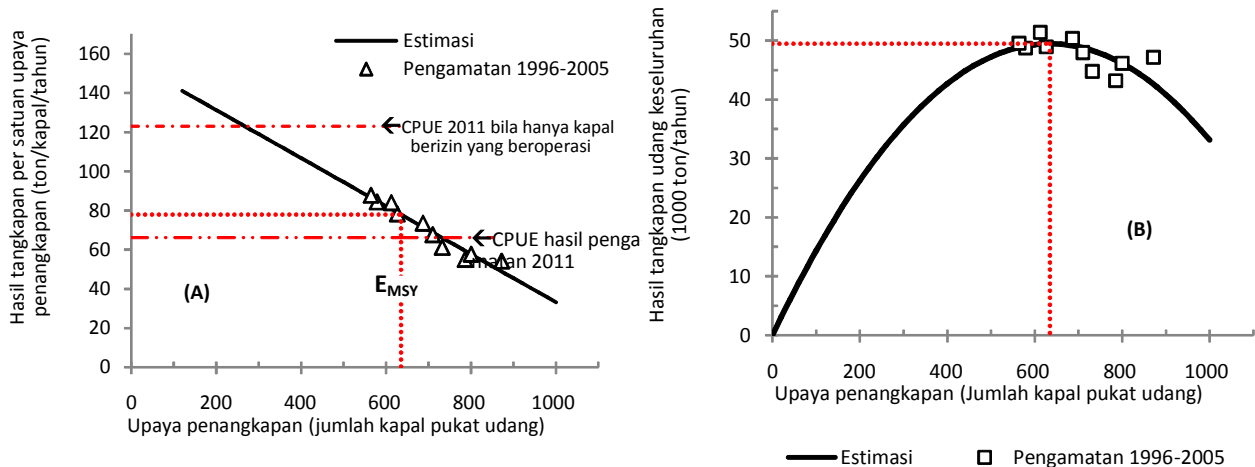 Hasil tangkapan per satuan upaya
penangkapan (ton/kapal/tahun)
160
140
120
100
80
60
40
20
0
Estimasi
Pengamatan 1996-2005
CPUE 2011 bila hanya kapal
berizin yang beroperasi
CPUE hasil penga
matan 2011
(A)
EMSY
0 200 400 600 800 1000
Upaya penangkapan (jumlah kapal pukat udang)
Hasil tangkapan udang keseluruhan
(1000 ton/tahun)
50
50
40
30
20
10
0
(B)
0 200 400 600 800 1000
Upaya penangkapan (Jumlah kapal pukat udang)
Estimasi Pengamatan 1996-2005